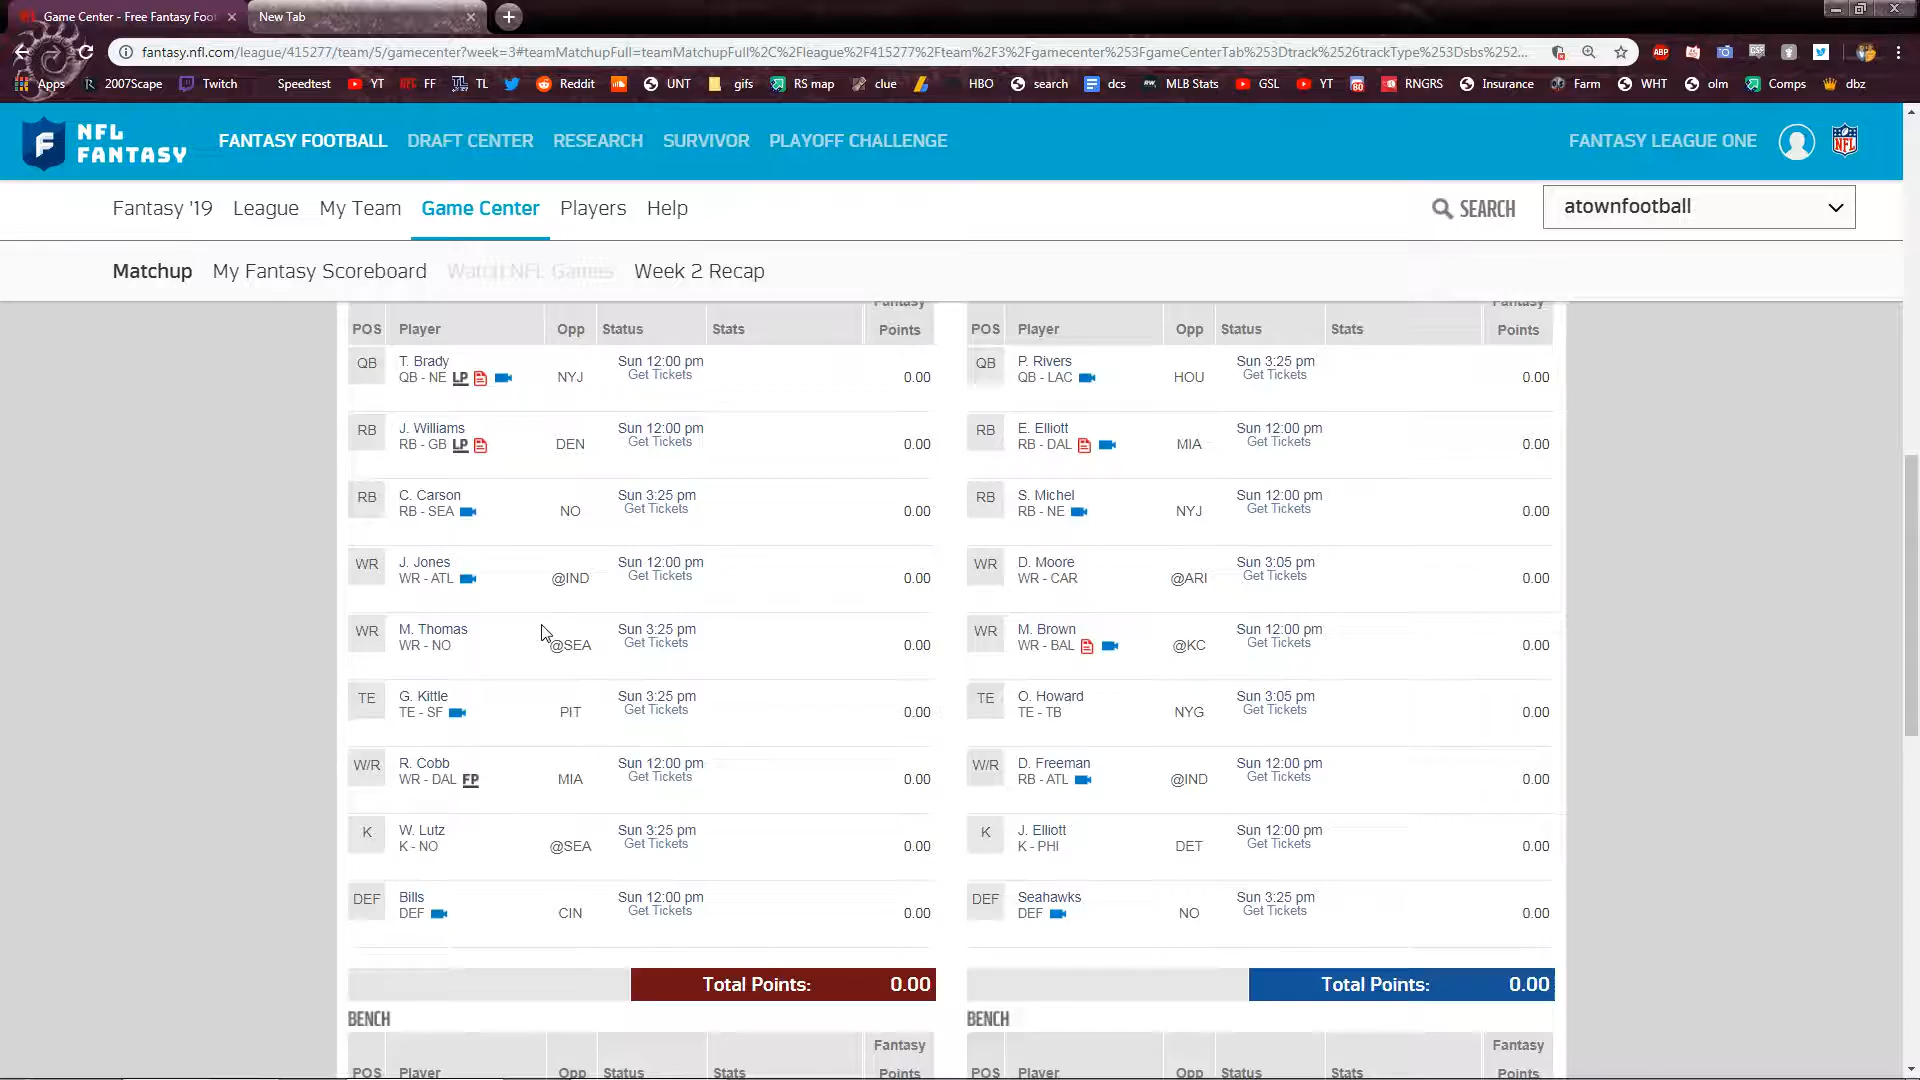 Game Center - Free Fantasy Foo
New Tab
fantasy.nfl.com/league/415277/team/5/gamecenter?week=3#teamMatchupFull=teamMatchupFull%2C%2Fleague%2F415277%2Fteam%2F3%2Fgamecenter%253FgameCenterTab%253Dtrack%2526trackType%253Dsbs%252...
Apps 2007Scape Twitch Speedtest YT FF TL Reddit UNT gifs RS map clue HBO search dcs MLB Stats GSL YT RNGRS Insurance Farm WHT olm Comps dbz
NFL FANTASY
FANTASY FOOTBALL DRAFT CENTER RESEARCH SURVIVOR PLAYOFF CHALLENGE FANTASY LEAGUE ONE
Fantasy '19 League My Team Game Center Players Help SEARCH atownfootball
Matchup My Fantasy Scoreboard Watch NFL Games Week 2 Recap
Fantasy Fantasy
POS Player Opp Status Stats Points POS Player Opp Status Stats Points
QB T. Brady Sun 12:00 pm QB P. Rivers Sun 3:25 pm
QB - NE LP NYJ Get Tickets 0.00 QB - LAC HOU Get Tickets 0.00
RB J. Williams Sun 12:00 pm RB E. Elliott Sun 12:00 pm
RB - GB LP DEN Get Tickets 0.00 RB - DAL MIA Get Tickets 0.00
RB C. Carson Sun 3:25 pm RB S. Michel Sun 12:00 pm
RB - SEA NO Get Tickets 0.00 RB - NE NYJ Get Tickets 0.00
WR J. Jones Sun 12:00 pm WR D. Moore Sun 3:05 pm
WR - ATL @IND Get Tickets 0.00 WR - CAR @ARI Get Tickets 0.00
WR M. Thomas Sun 3:25 pm WR M. Brown Sun 12:00 pm
WR - NO @SEA Get Tickets 0.00 WR - BAL @KC Get Tickets 0.00
TE G. Kittle Sun 3:25 pm TE O. Howard Sun 3:05 pm
TE - SF PIT Get Tickets 0.00 TE - TB NYG Get Tickets 0.00
W/R R. Cobb Sun 12:00 pm W/R D. Freeman Sun 12:00 pm
WR - DAL FP MIA Get Tickets 0.00 RB - ATL @IND Get Tickets 0.00
K W. Lutz Sun 3:25 pm K J. Elliott Sun 12:00 pm
K - NO @SEA Get Tickets 0.00 K - PHI DET Get Tickets 0.00
DEF Bills Sun 12:00 pm DEF Seahawks Sun 3:25 pm
DEF CIN Get Tickets 0.00 DEF NO Get Tickets 0.00
Total Points: 0.00 Total Points: 0.00
BENCH BENCH
Fantasy Fantasy
POS Player Opp Status Stats Points POS Player Opp Status Stats Points